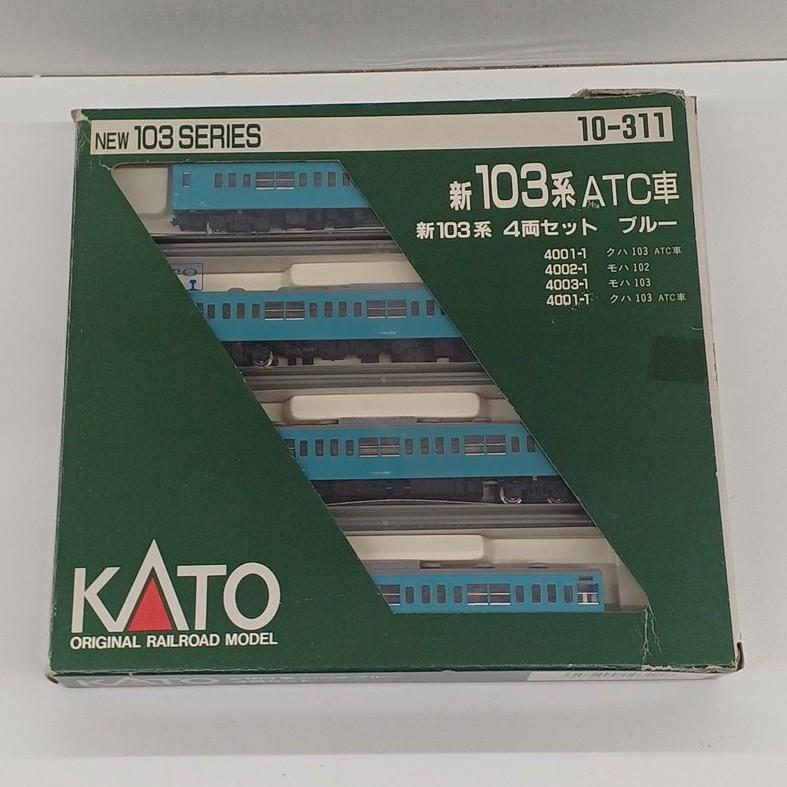 NEW 103 SERIES
10-311
新103系 ATC車
新103系 4両セット ブルー
4001-1 クハ 103 ATC車
4002-1 モハ 102
4003-1 モハ 103
4001-1 クハ 103 ATC車
KATO
ORIGINAL RAILROAD MODEL
KATO